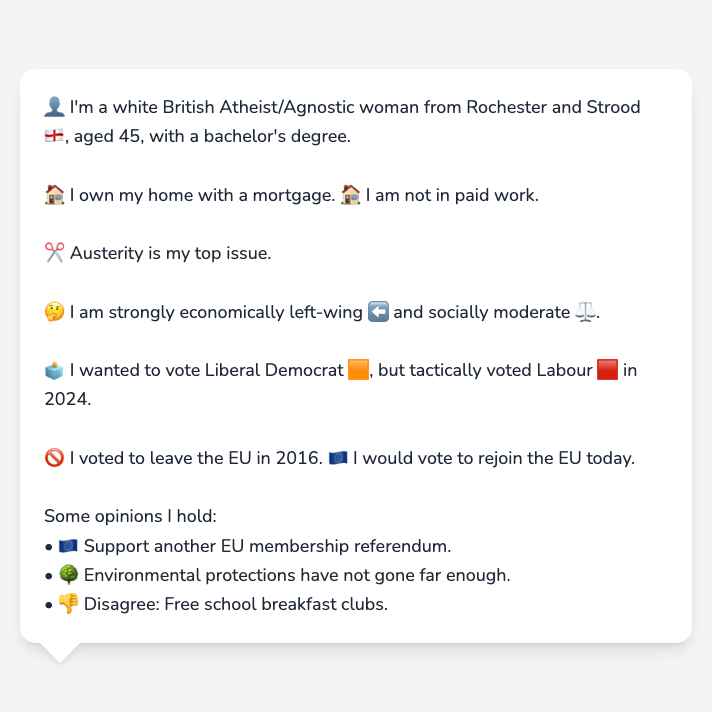 👤 I'm a white British Atheist/Agnostic woman from Rochester and Strood
🏴󠁧󠁢󠁥󠁮󠁧󠁿, aged 45, with a bachelor's degree.
🏠 I own my home with a mortgage. 🏠 I am not in paid work.
✂️ Austerity is my top issue.
🤔 I am strongly economically left-wing ⬅️ and socially moderate ⚖️.
🗳️ I wanted to vote Liberal Democrat 🟧, but tactically voted Labour 🟥 in
2024.
🚫 I voted to leave the EU in 2016. 🇪🇺 I would vote to rejoin the EU today.
Some opinions I hold:
• 🇪🇺 Support another EU membership referendum.
• 🌳 Environmental protections have not gone far enough.
• 👎 Disagree: Free school breakfast clubs.